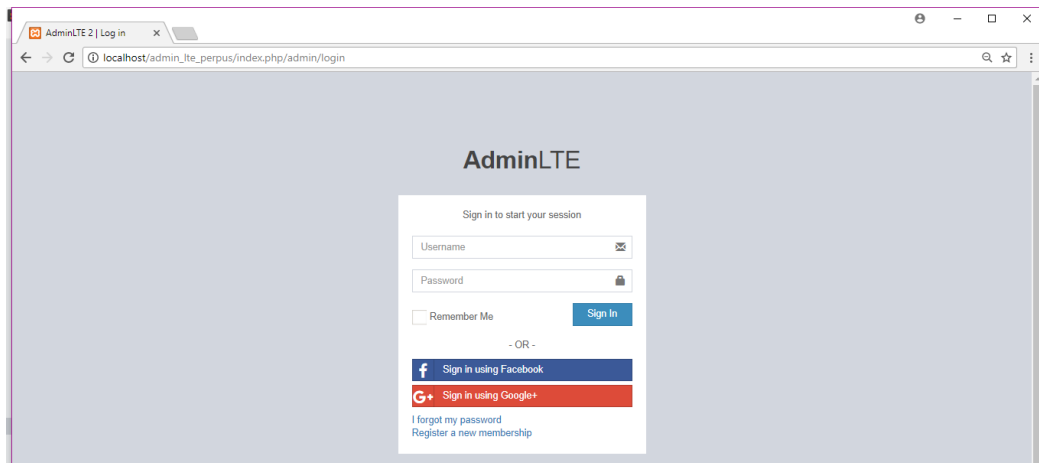 AdminLTE 2 | Log in
localhost/admin_lte_perpus/index.php/admin/login
AdminLTE
Sign in to start your session
Username
Password
Remember Me
Sign In
- OR -
f Sign in using Facebook
G+ Sign in using Google+
I forgot my password
Register a new membership